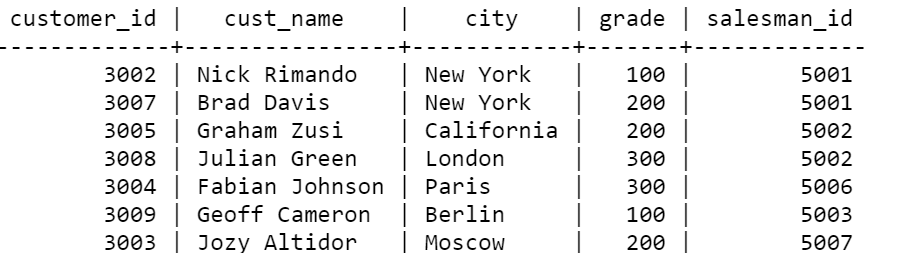 customer_id |   cust_name    |    city    | grade | salesman_id
------------+----------------+------------+-------+-------------
       3002 | Nick Rimando   | New York   |   100 |        5001
       3007 | Brad Davis     | New York   |   200 |        5001
       3005 | Graham Zusi    | California |   200 |        5002
       3008 | Julian Green   | London     |   300 |        5002
       3004 | Fabian Johnson | Paris      |   300 |        5006
       3009 | Geoff Cameron  | Berlin     |   100 |        5003
       3003 | Jozy Altidor   | Moscow     |   200 |        5007